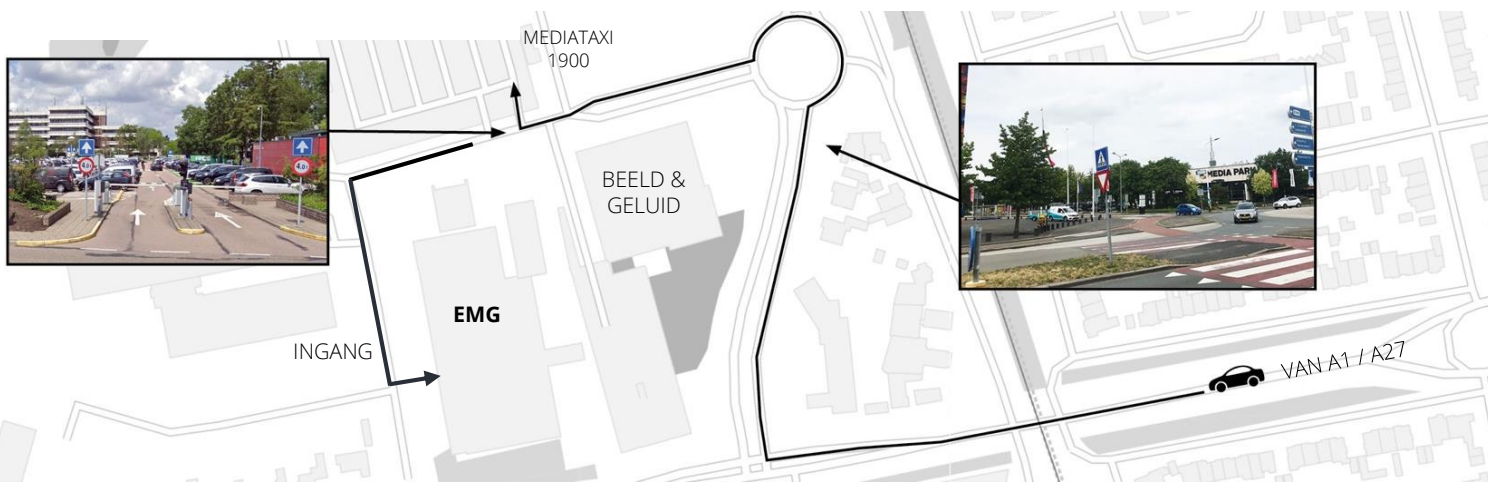 MEDIATAXI
1900
MEDIA PARK
BEELD &
GELUID
EMG
INGANG
VAN A1 / A27